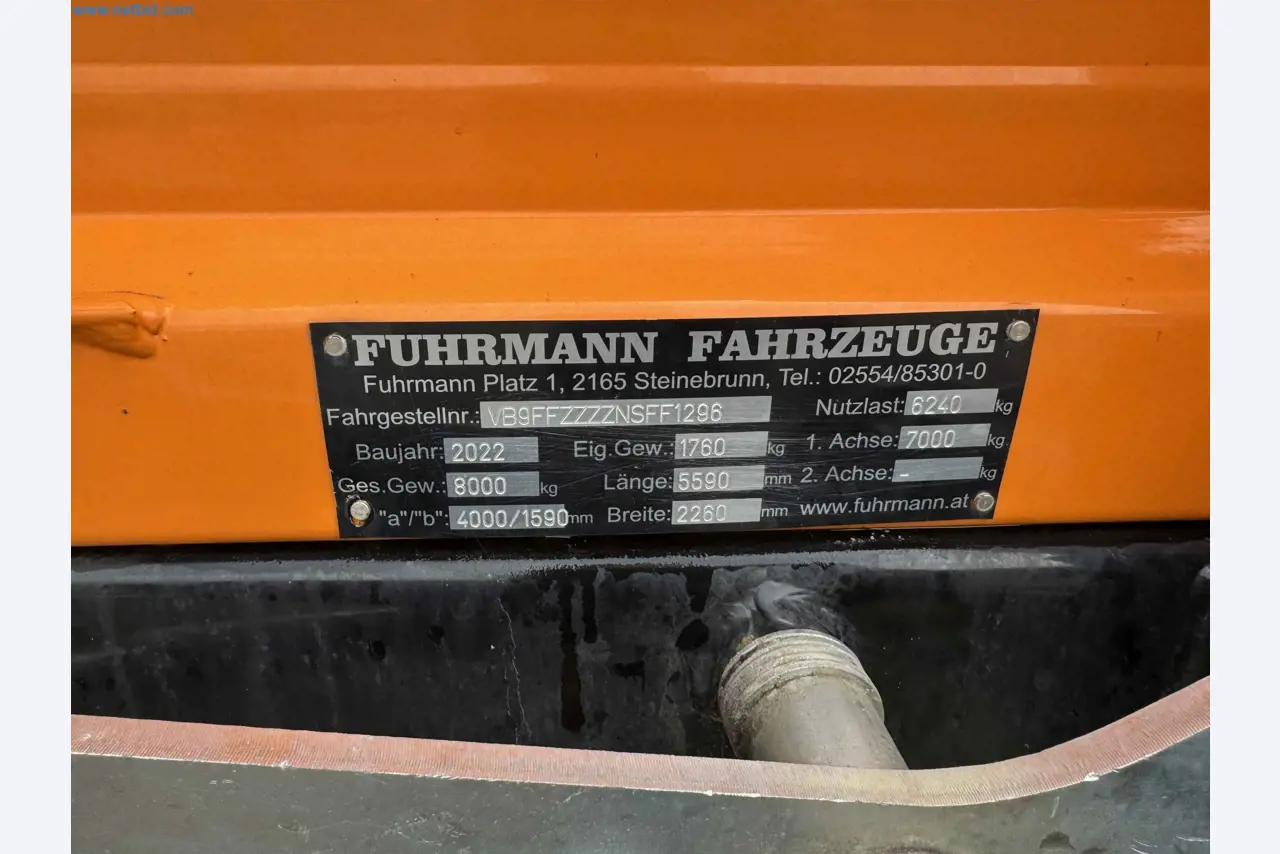 www.netbid.com
FUHRMANN FAHRZEUGE
Fuhrmann Platz 1, 2165 Steinebrunn, Tel.: 02554/85301-0
Fahrgestellnr.: VB9FFZZZZNSFF1296 Nutzlast: 6240 kg
Baujahr: 2022 Eig.Gew.: 1760 kg 1. Achse: 7000 kg.
Ges.Gew.: 8000 kg Länge: 5590 mm 2. Achse: - kg
"a"/"b": 4000/1590 mm Breite: 2260 mm www.fuhrmann.at